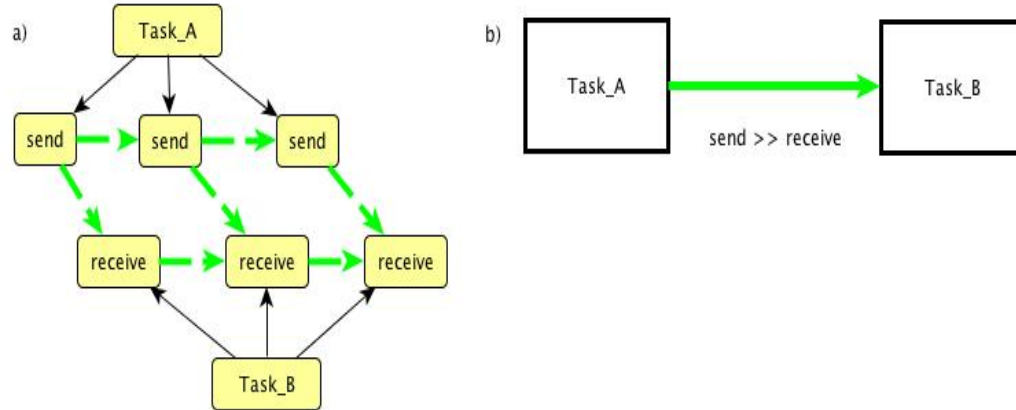 a)
Task_A
send
send
send
receive
receive
receive
Task_B
b)
Task_A
Task_B
send >> receive